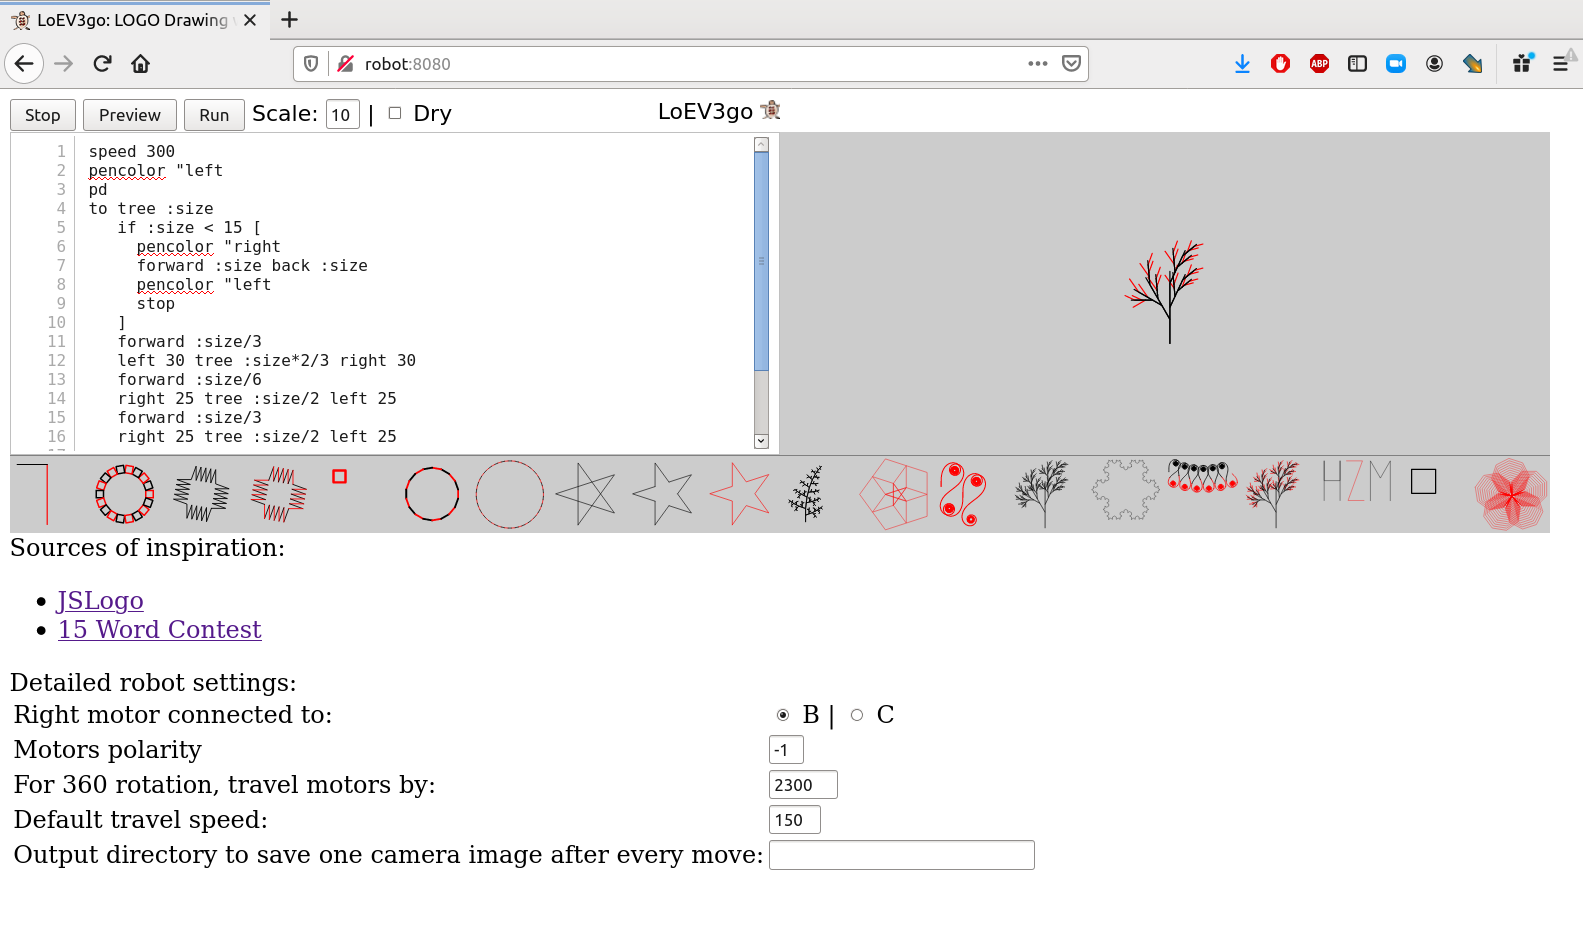 LoEV3go: LOGO Drawing
robot:8080
ABP
Stop Preview Run Scale: 10 | Dry
LoEV3go
1 speed 300
2 pencolor "left
3 pd
4 to tree :size
5 if :size < 15 [
6 pencolor "right
7 forward :size back :size
8 pencolor "left
9 stop
10 ]
11 forward :size/3
12 left 30 tree :size*2/3 right 30
13 forward :size/6
14 right 25 tree :size/2 left 25
15 forward :size/3
16 right 25 tree :size/2 left 25
HZM
Sources of inspiration:
JSLogo
15 Word Contest
Detailed robot settings:
Right motor connected to: B | C
Motors polarity -1
For 360 rotation, travel motors by: 2300
Default travel speed: 150
Output directory to save one camera image after every move: